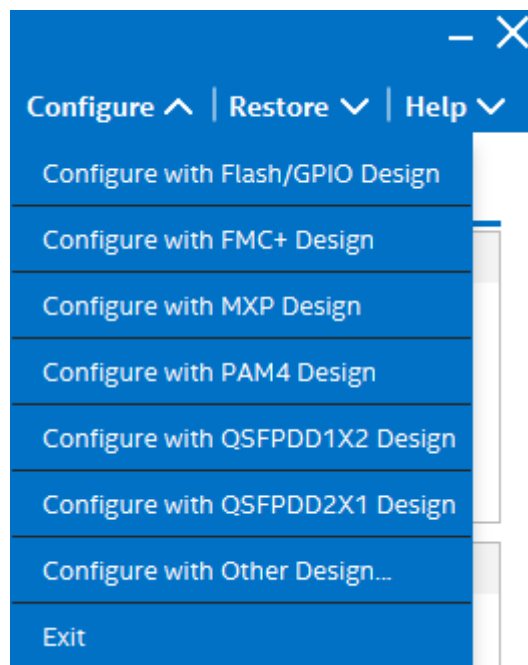 Configure | Restore | Help
Configure with Flash/GPIO Design
Configure with FMC+ Design
Configure with MXP Design
Configure with PAM4 Design
Configure with QSFPDD1X2 Design
Configure with QSFPDD2X1 Design
Configure with Other Design...
Exit